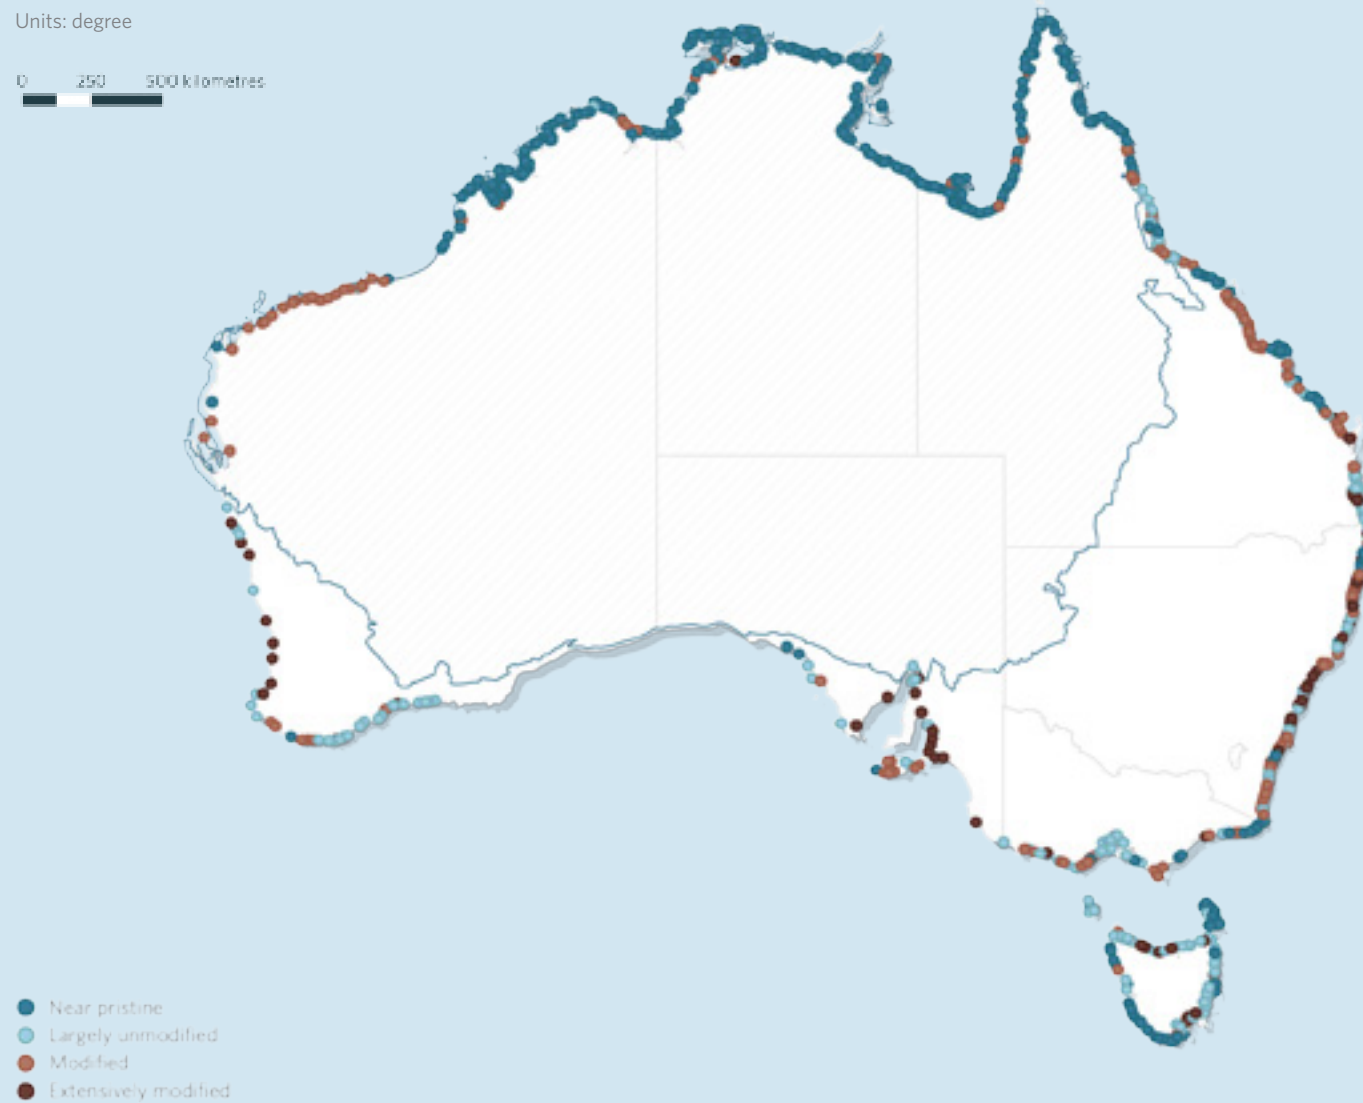 Units: degree
0 250 500 kilometres
Near pristine
Largely unmodified
Modified
Extensively modified